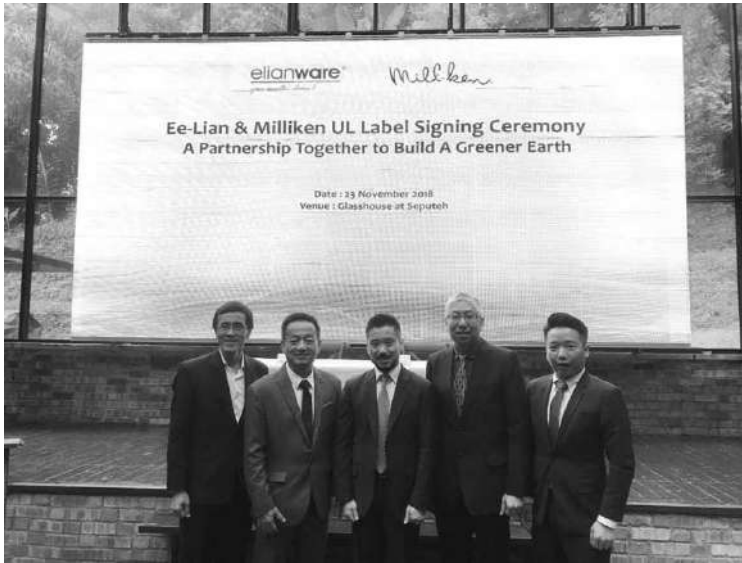 elianware
Milliken
Ee-Lian & Milliken UL Label Signing Ceremony
A Partnership Together to Build A Greener Earth
Date : 23 November 2018
Venue : Glasshouse at Seputeh